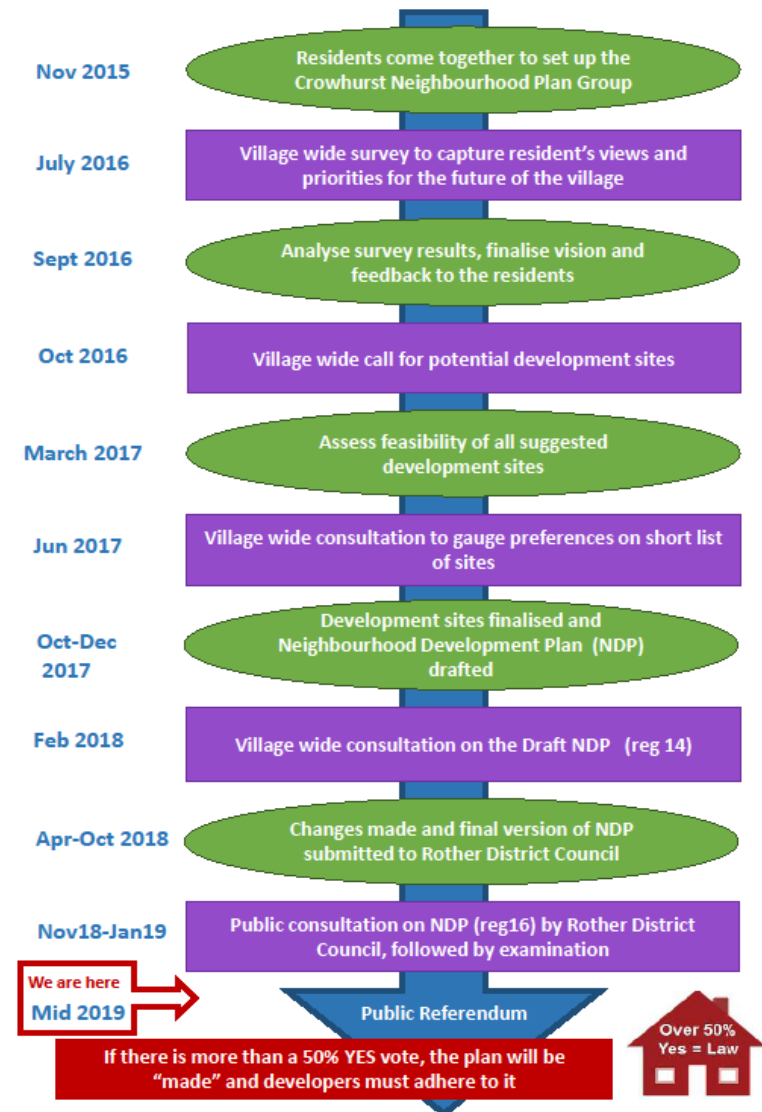 Nov 2015
Residents come together to set up the
Crowhurst Neighbourhood Plan Group
July 2016
Village wide survey to capture resident's views and
priorities for the future of the village
Sept 2016
Analyse survey results, finalise vision and
feedback to the residents
Oct 2016
Village wide call for potential development sites
March 2017
Assess feasibility of all suggested
development sites
Jun 2017
Village wide consultation to gauge preferences on short list
of sites
Oct-Dec
2017
Development sites finalised and
Neighbourhood Development Plan (NDP)
drafted
Feb 2018
Village wide consultation on the Draft NDP (reg 14)
Apr-Oct 2018
Changes made and final version of NDP
submitted to Rother District Council
Nov18-Jan19
Public consultation on NDP (reg16) by Rother District
Council, followed by examination
We are here
Mid 2019
Public Referendum
Over 50%
Yes = Law
If there is more than a 50% YES vote, the plan will be
“made” and developers must adhere to it